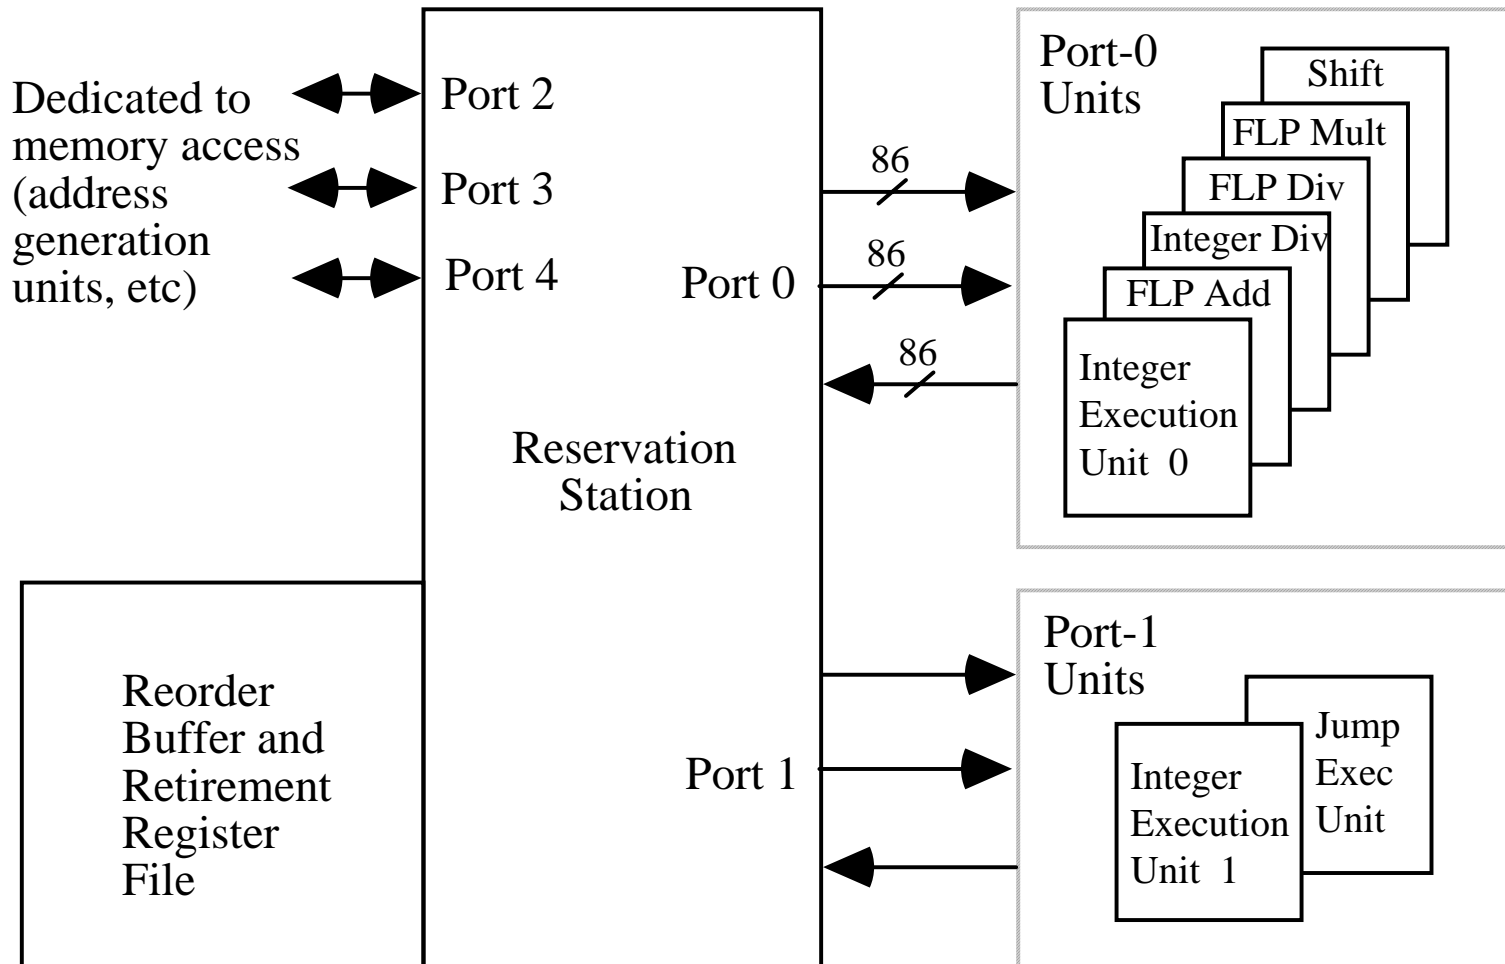 Dedicated to
memory access
(address
generation
units, etc)
Port 2
Port 3
Port 4
Port 0
Reservation
Station
Port 1
Reorder
Buffer and
Retirement
Register
File
86
86
86
Port-0
Units
Shift
FLP Mult
FLP Div
Integer Div
FLP Add
Integer
Execution
Unit 0
Port-1
Units
Jump
Exec
Unit
Integer
Execution
Unit 1